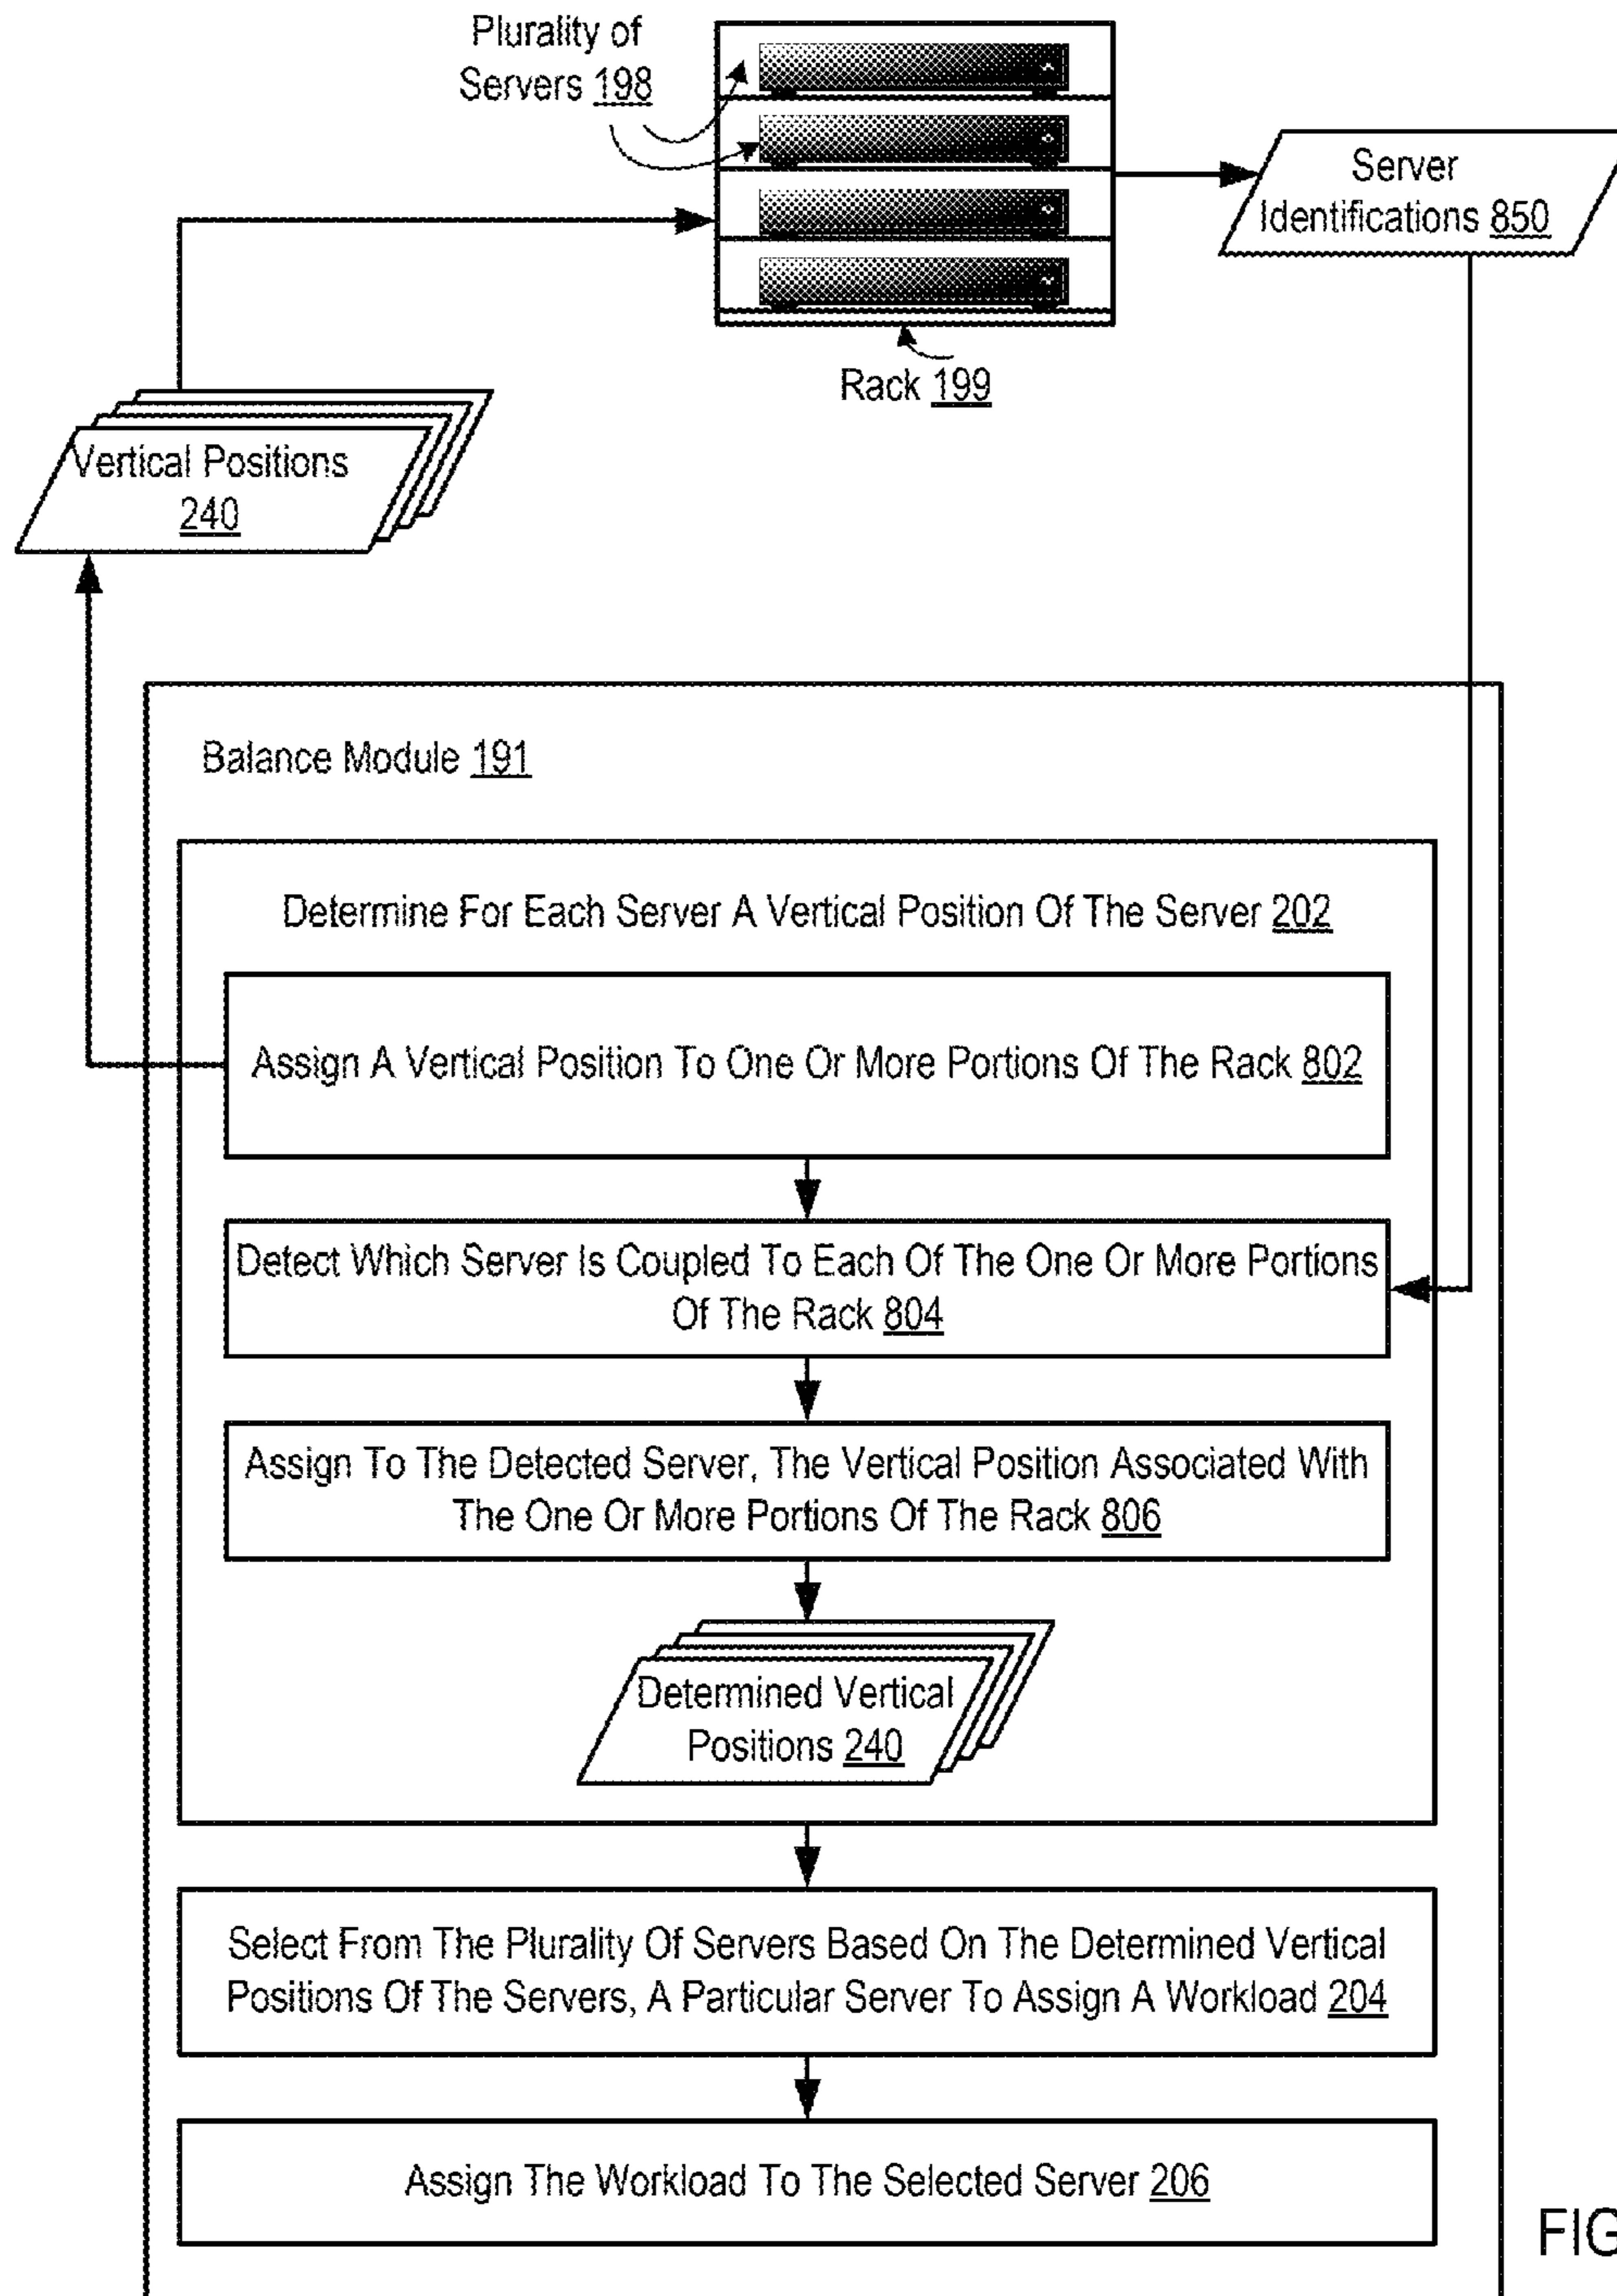 Plurality of
Servers 198
Server
Identifications 850
Rack 199
Vertical Positions
240
Balance Module 191
Determine For Each Server A Vertical Position Of The Server 202
Assign A Vertical Position To One Or More Portions Of The Rack 802
Detect Which Server Is Coupled To Each Of The One Or More Portions
Of The Rack 804
Assign To The Detected Server, The Vertical Position Associated With
The One Or More Portions Of The Rack 806
Determined Vertical
Positions 240
Select From The Plurality Of Servers Based On The Determined Vertical
Positions Of The Servers, A Particular Server To Assign A Workload 204
Assign The Workload To The Selected Server 206
FIG